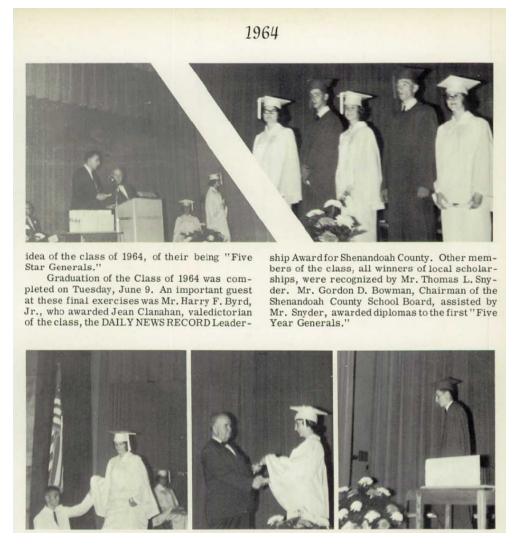 1964
idea of the class of 1964, of their being "Five
Star Generals."
Graduation of the Class of 1964 was com-
pleted on Tuesday, June 9. An important guest
at these final exercises was Mr. Harry F. Byrd,
Jr., who awarded Jean Clanahan, valedictorian
of the class, the DAILY NEWS RECORD Leader-
ship Award for Shenandoah County. Other mem-
bers of the class, all winners of local scholar-
ships, were recognized by Mr. Thomas L. Sny-
der. Mr. Gordon D. Bowman, Chairman of the
Shenandoah County School Board, assisted by
Mr. Snyder, awarded diplomas to the first "Five
Year Generals."